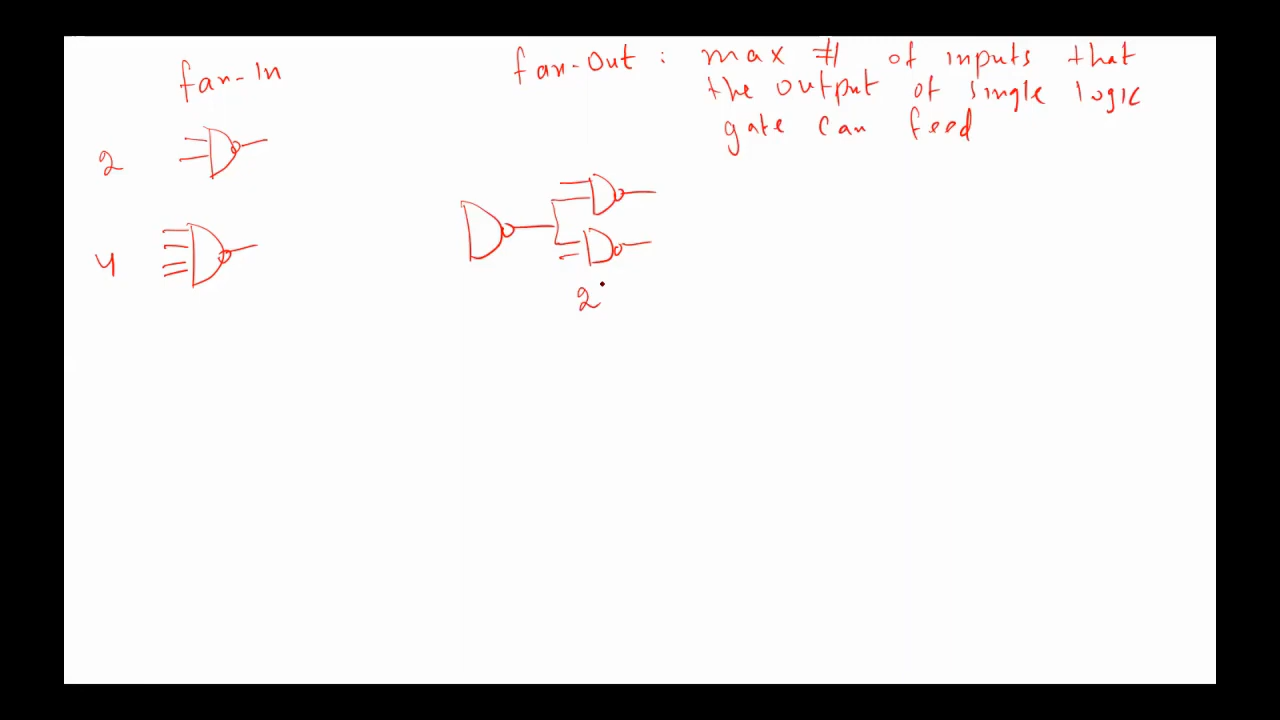 fan-In
2
4
fan-Out : max # of inputs that
the output of single logic
gate can feed
2